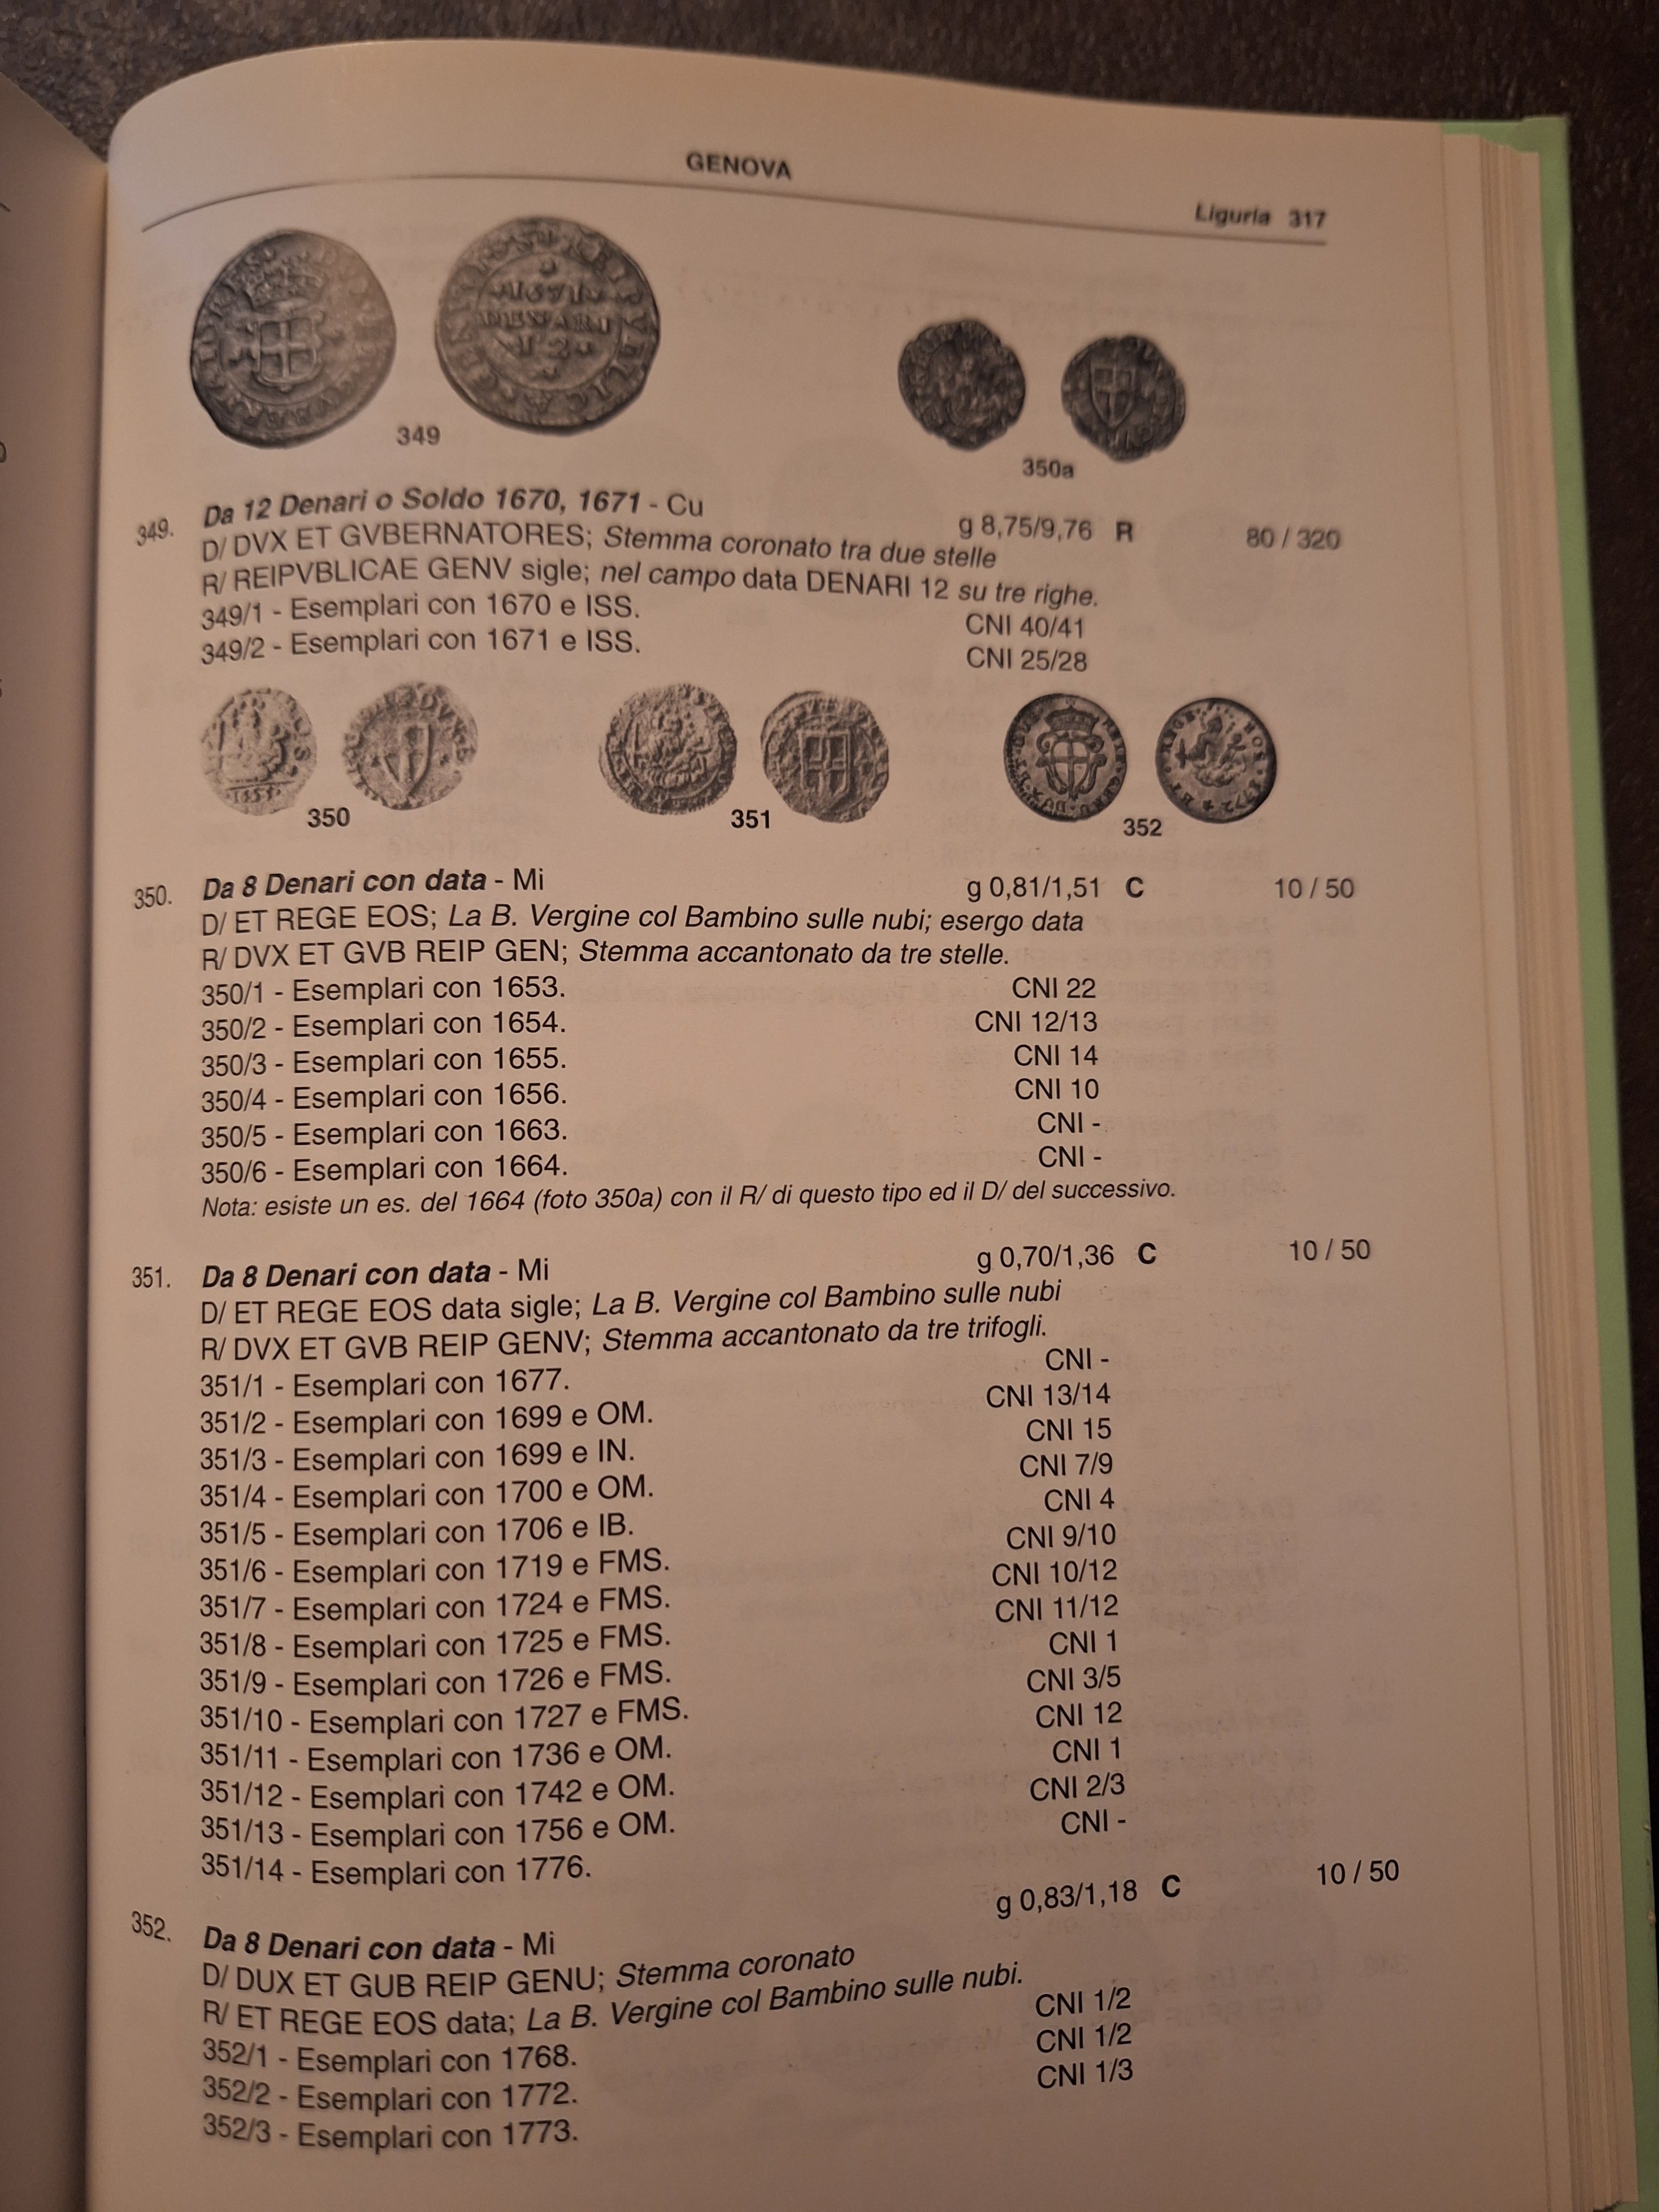 GENOVA
Liguria 317
349
350a
349. Da 12 Denari o Soldo 1670, 1671 - Cu g 8,75/9,76 R 80 / 320
D/ DVX ET GVBERNATORES; Stemma coronato tra due stelle
R/ REIPVBLICAE GENV sigle; nel campo data DENARI 12 su tre righe.
349/1 - Esemplari con 1670 e ISS. CNI 40/41
349/2 - Esemplari con 1671 e ISS. CNI 25/28
350
351
352
350. Da 8 Denari con data - Mi g 0,81/1,51 C 10 / 50
D/ ET REGE EOS; La B. Vergine col Bambino sulle nubi; esergo data
R/ DVX ET GVB REIP GEN; Stemma accantonato da tre stelle.
350/1 - Esemplari con 1653. CNI 22
350/2 - Esemplari con 1654. CNI 12/13
350/3 - Esemplari con 1655. CNI 14
350/4 - Esemplari con 1656. CNI 10
350/5 - Esemplari con 1663. CNI -
350/6 - Esemplari con 1664. CNI -
Nota: esiste un es. del 1664 (foto 350a) con il R/ di questo tipo ed il D/ del successivo.
351. Da 8 Denari con data - Mi g 0,70/1,36 C 10 / 50
D/ ET REGE EOS data sigle; La B. Vergine col Bambino sulle nubi
R/ DVX ET GVB REIP GENV; Stemma accantonato da tre trifogli.
351/1 - Esemplari con 1677. CNI -
351/2 - Esemplari con 1699 e OM. CNI 13/14
351/3 - Esemplari con 1699 e IN. CNI 15
351/4 - Esemplari con 1700 e OM. CNI 7/9
351/5 - Esemplari con 1706 e IB. CNI 4
351/6 - Esemplari con 1719 e FMS. CNI 9/10
351/7 - Esemplari con 1724 e FMS. CNI 10/12
351/8 - Esemplari con 1725 e FMS. CNI 11/12
351/9 - Esemplari con 1726 e FMS. CNI 1
351/10 - Esemplari con 1727 e FMS. CNI 3/5
351/11 - Esemplari con 1736 e OM. CNI 12
351/12 - Esemplari con 1742 e OM. CNI 1
351/13 - Esemplari con 1756 e OM. CNI 2/3
351/14 - Esemplari con 1776. CNI -
352. Da 8 Denari con data - Mi g 0,83/1,18 C 10 / 50
D/ DUX ET GUB REIP GENU; Stemma coronato
R/ ET REGE EOS data; La B. Vergine col Bambino sulle nubi.
352/1 - Esemplari con 1768. CNI 1/2
352/2 - Esemplari con 1772. CNI 1/2
352/3 - Esemplari con 1773. CNI 1/3